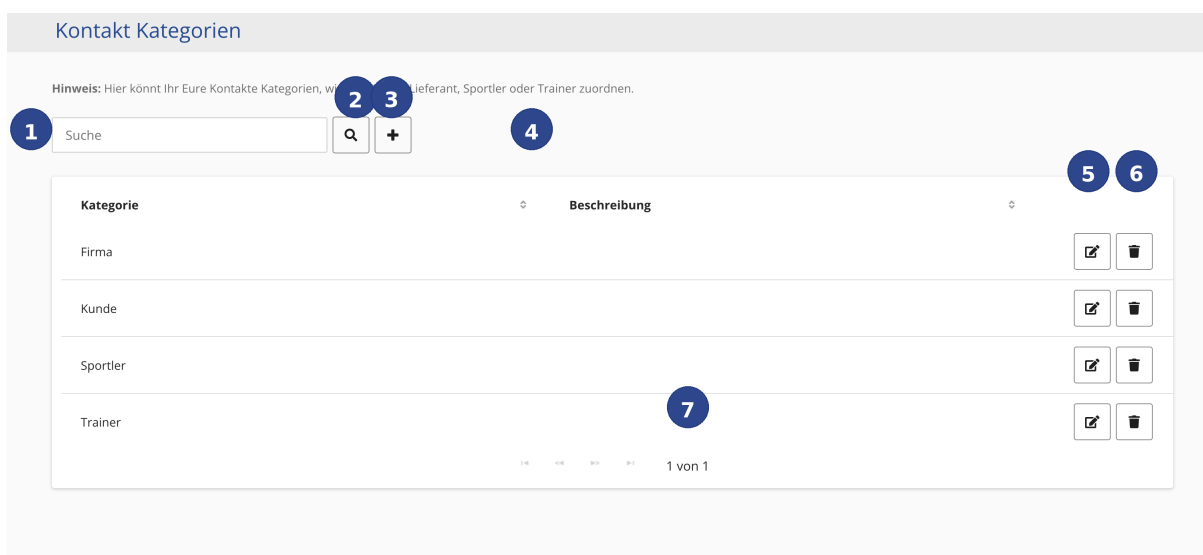 Kontakt Kategorien
Hinweis: Hier könnt Ihr Eure Kontakte Kategorien, Lieferant, Sportler oder Trainer zuordnen.
2 3
1 Suche 4
5 6
Kategorie Beschreibung
Firma
Kunde
Sportler
7
Trainer
1 von 1